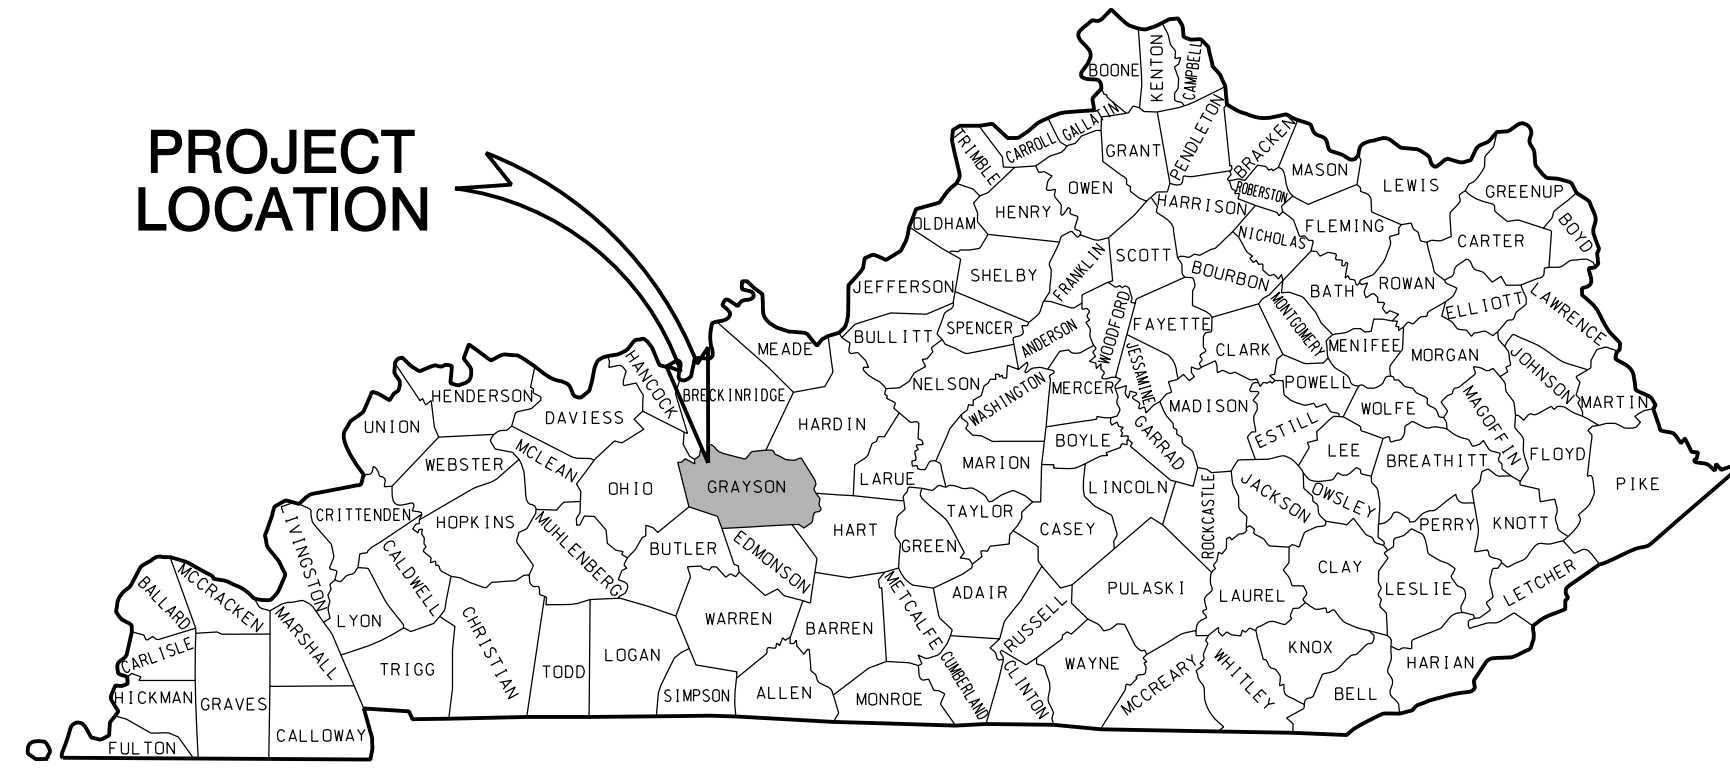 PROJECT
LOCATION
BOONE
KENTON
CAMPBELL
TRIMBLE
CARROLL
GALLATIN
GRANT
PENDLETON
BRACKEN
MASON
LEWIS
GREENUP
OWEN
ROBERSTON
HENRY
HARRISON
FLEMING
BOYD
OLDHAM
NICHOLAS
CARTER
SHELBY
FRANKLIN
SCOTT
BOURBON
BATH
ROWAN
ELLIOTT
LAWRENCE
JEFFERSON
SPENCER
ANDERSON
WOODFORD
FAYETTE
MONTGOMERY
MENIFEE
BULLITT
MEADE
CLARK
MORGAN
JOHNSON
HANCOCK
BRECKINRIDGE
NELSON
WASHINGTON
MERCER
JESSAMINE
MADISON
POWELL
WOLFE
MAGOFFIN
MARTIN
HENDERSON
DAVIESS
HARDIN
UNION
BOYLE
GARRAD
ESTILL
LEE
BREATHITT
FLOYD
WEBSTER
MCLEAN
OHIO
GRAYSON
LARUE
MARION
LINCOLN
JACKSON
OWSLEY
PIKE
CRITTENDEN
HOPKINS
MUHLENBERG
BUTLER
EDMONSON
HART
GREEN
TAYLOR
CASEY
ROCKCASTLE
PERRY
KNOTT
LIVINGSTON
CALDWELL
METCALFE
ADAIR
PULASKI
LAUREL
CLAY
LESLIE
LETCHER
BALLARD
MCCRACKEN
MARSHALL
LYON
CHRISTIAN
WARREN
BARREN
RUSSELL
KNOX
HARIAN
CARLISLE
TRIGG
TODD
LOGAN
SIMPSON
ALLEN
MONROE
CUMBERLAND
CLINTON
WAYNE
MCCREARY
WHITLEY
BELL
HICKMAN
GRAVES
CALLOWAY
FULTON